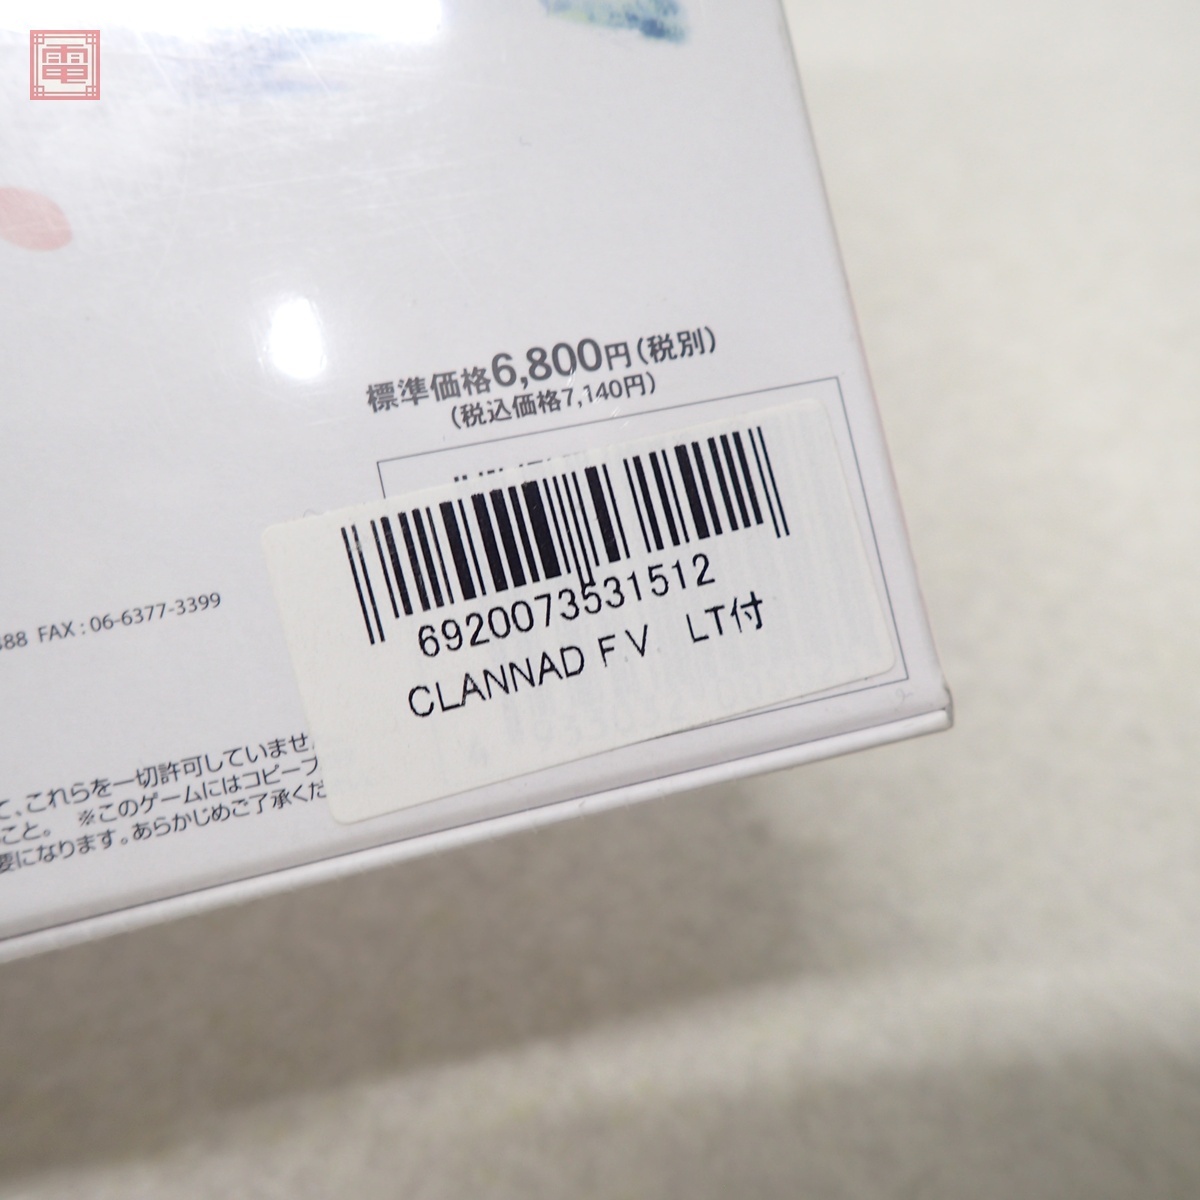 電
標準価格6,800円(税別)
(税込価格7,140円)
6920073531512
CLANNAD F.V LT付
488 FAX : 06-6377-3399
て、これらを一切許可していませ
こと。 ※このゲームにはコピープ
要になります。あらかじめご了承くだ